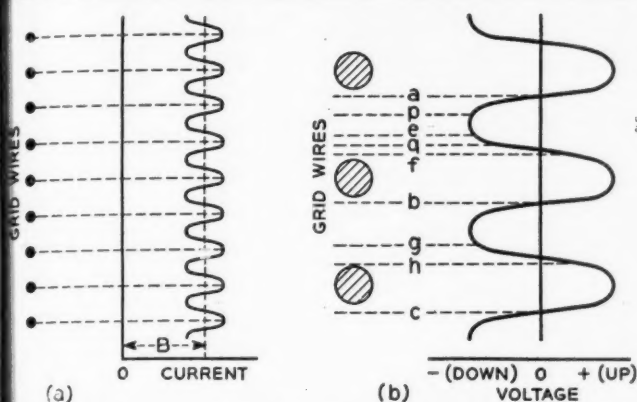 GRID WIRES
B
0 CURRENT
(a)
GRID WIRES
a
p
e
q
f
b
g
h
c
- (DOWN) 0 + (UP)
VOLTAGE
(b)